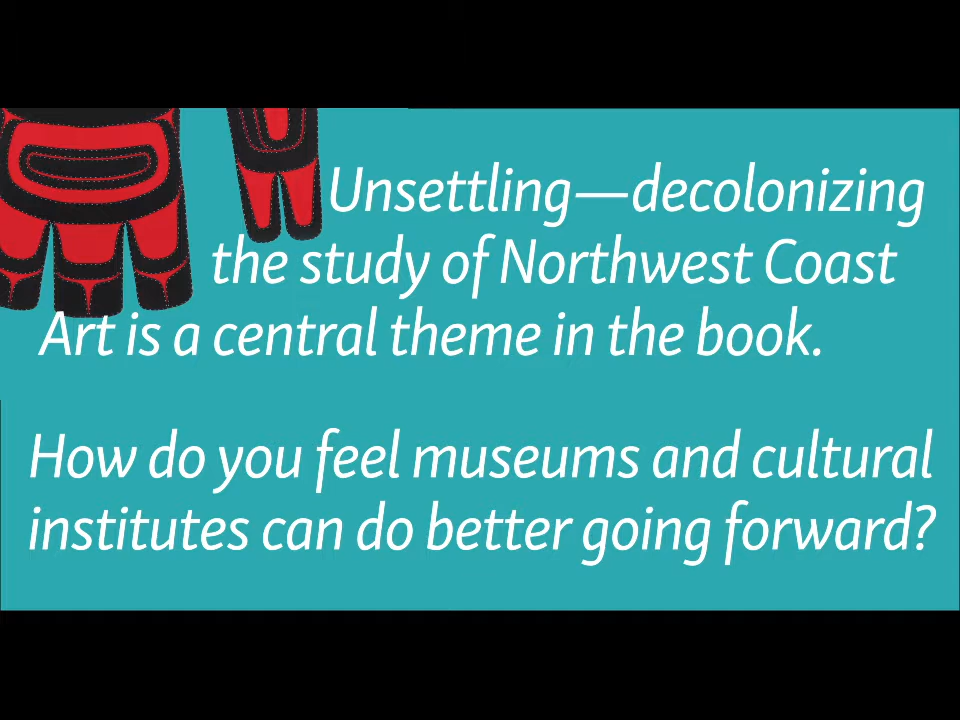 Unsettling—decolonizing
the study of Northwest Coast
Art is a central theme in the book.
How do you feel museums and cultural
institutes can do better going forward?